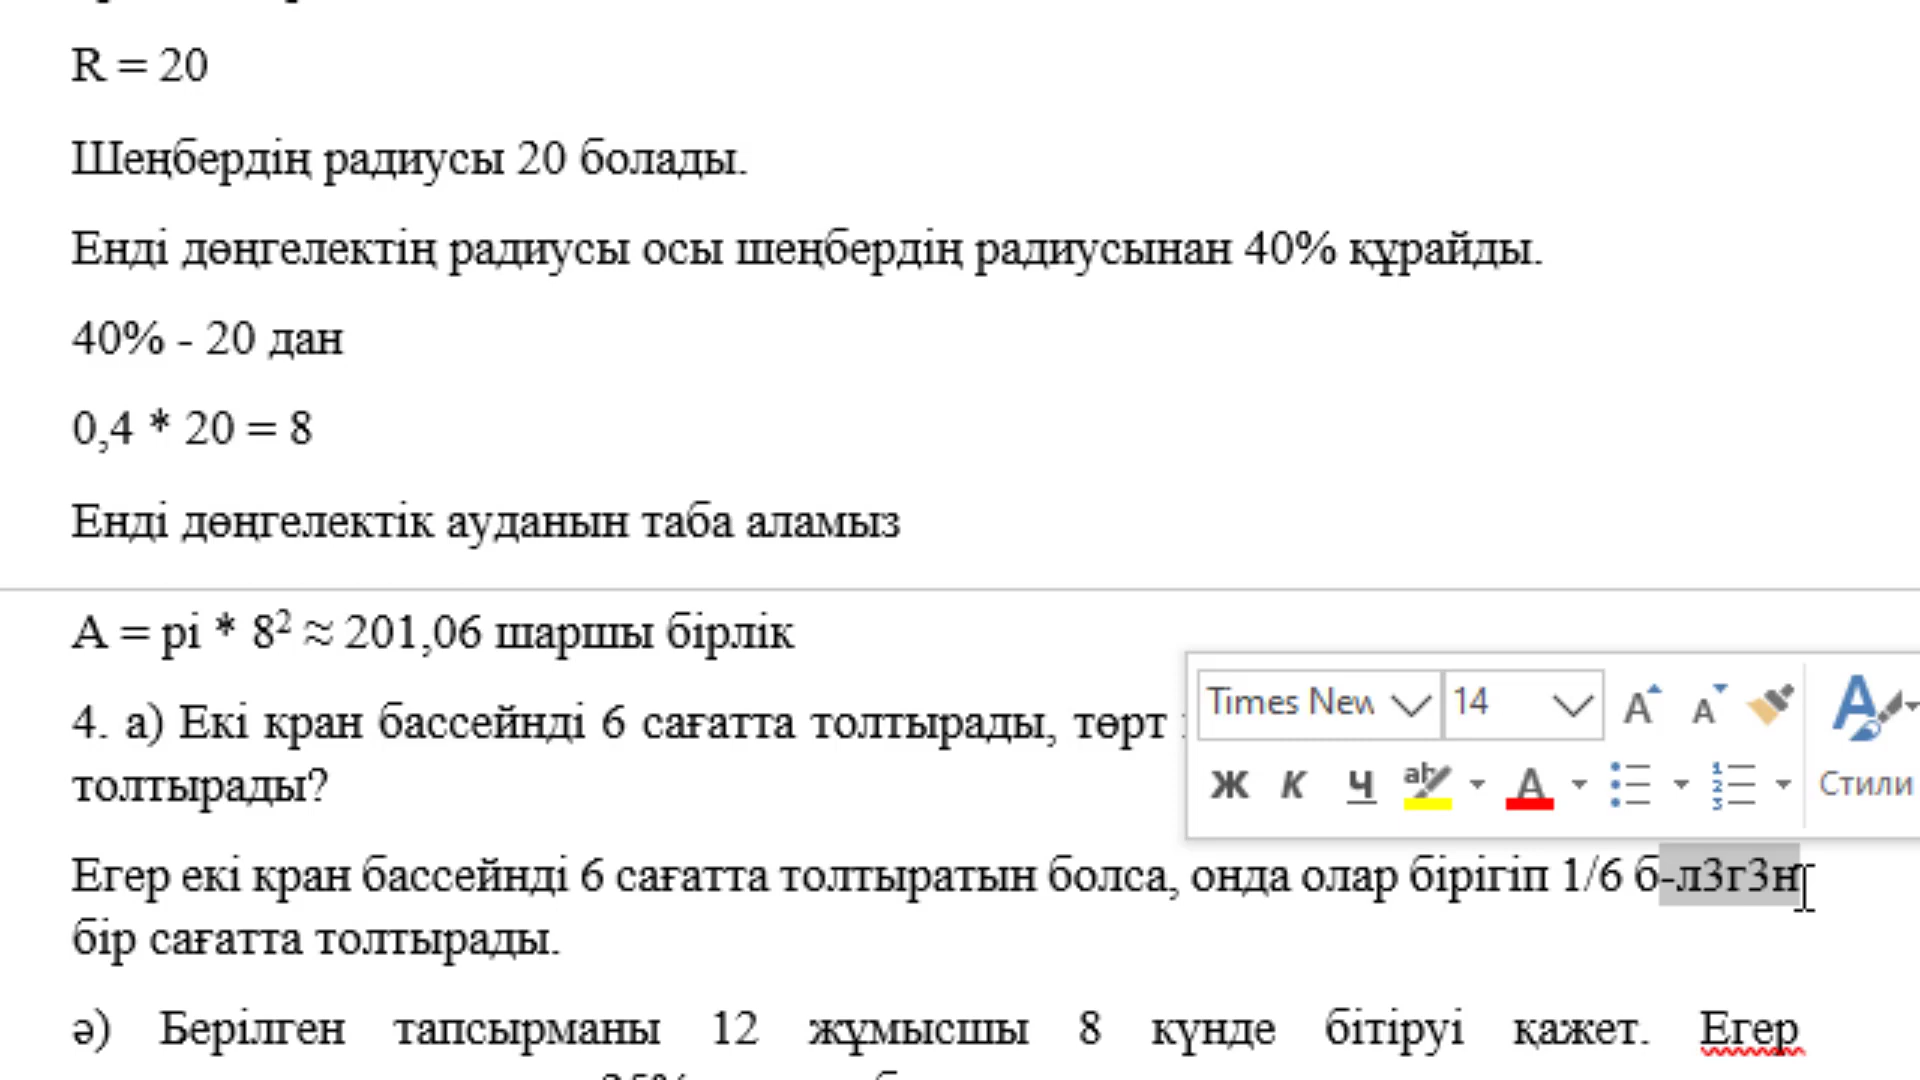 R = 20
Шеңбердің радиусы 20 болады.
Енді дөңгелектің радиусы осы шеңбердің радиусынан 40% құрайды.
40% - 20 дан
0,4 * 20 = 8
Енді дөңгелектік ауданын таба аламыз
A = pi * 8² ≈ 201,06 шаршы бірлік
4. а) Екі кран бассейнді 6 сағатта толтырады, төрт
толтырады?
Times New 14
Ж К Ч
Стили
Егер екі кран бассейнді 6 сағатта толтыратын болса, онда олар бірігіп 1/6 б-л3г3н
бір сағатта толтырады.
ә) Берілген тапсырманы 12 жұмысшы 8 күнде бітіруі қажет. Егер